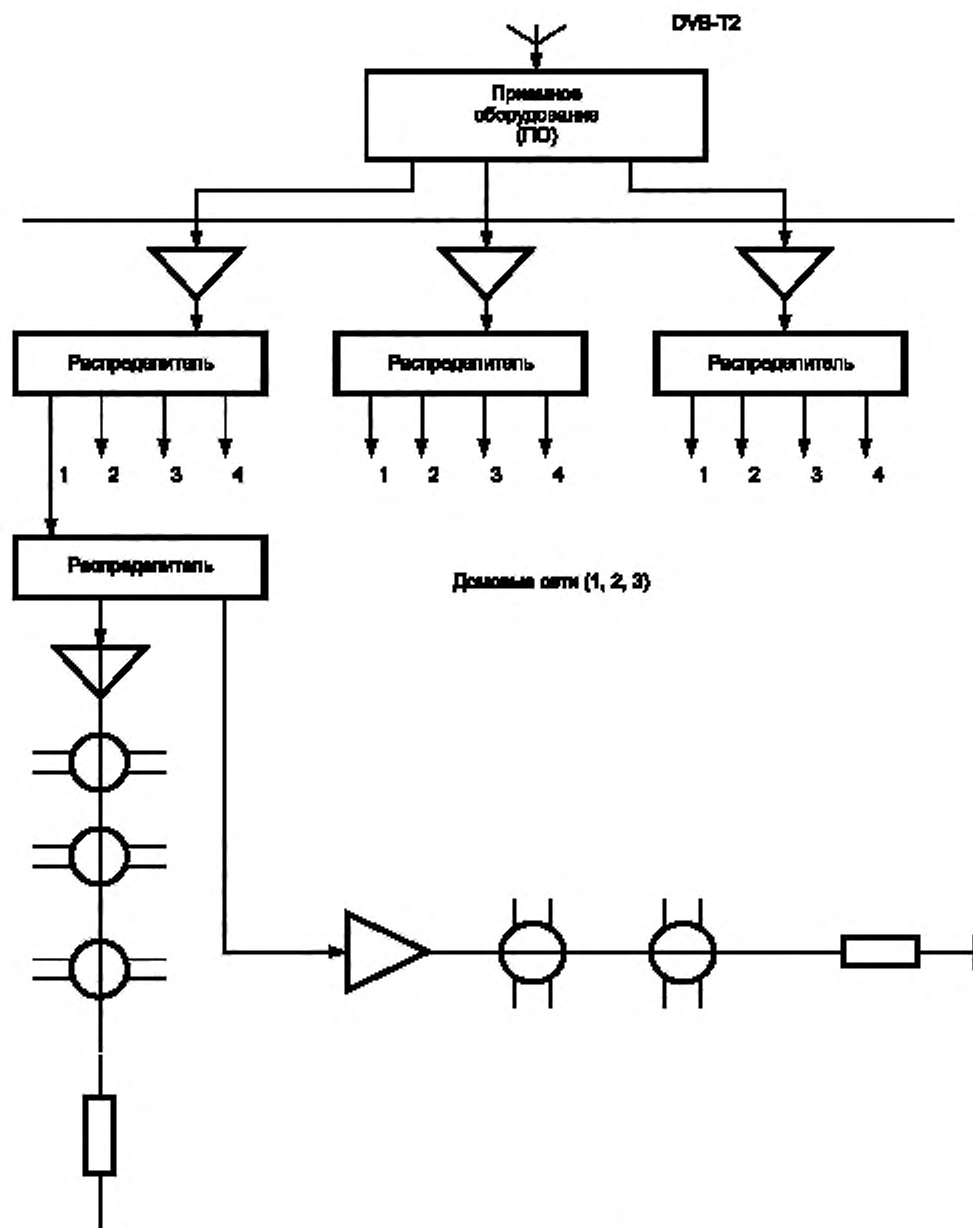 DVB-T2
Приемное
оборудование
(ПО)
Распределитель
Распределитель
Распределитель
1 2 3 4
1 2 3 4
1 2 3 4
Распределитель
Домовые сети (1, 2, 3)